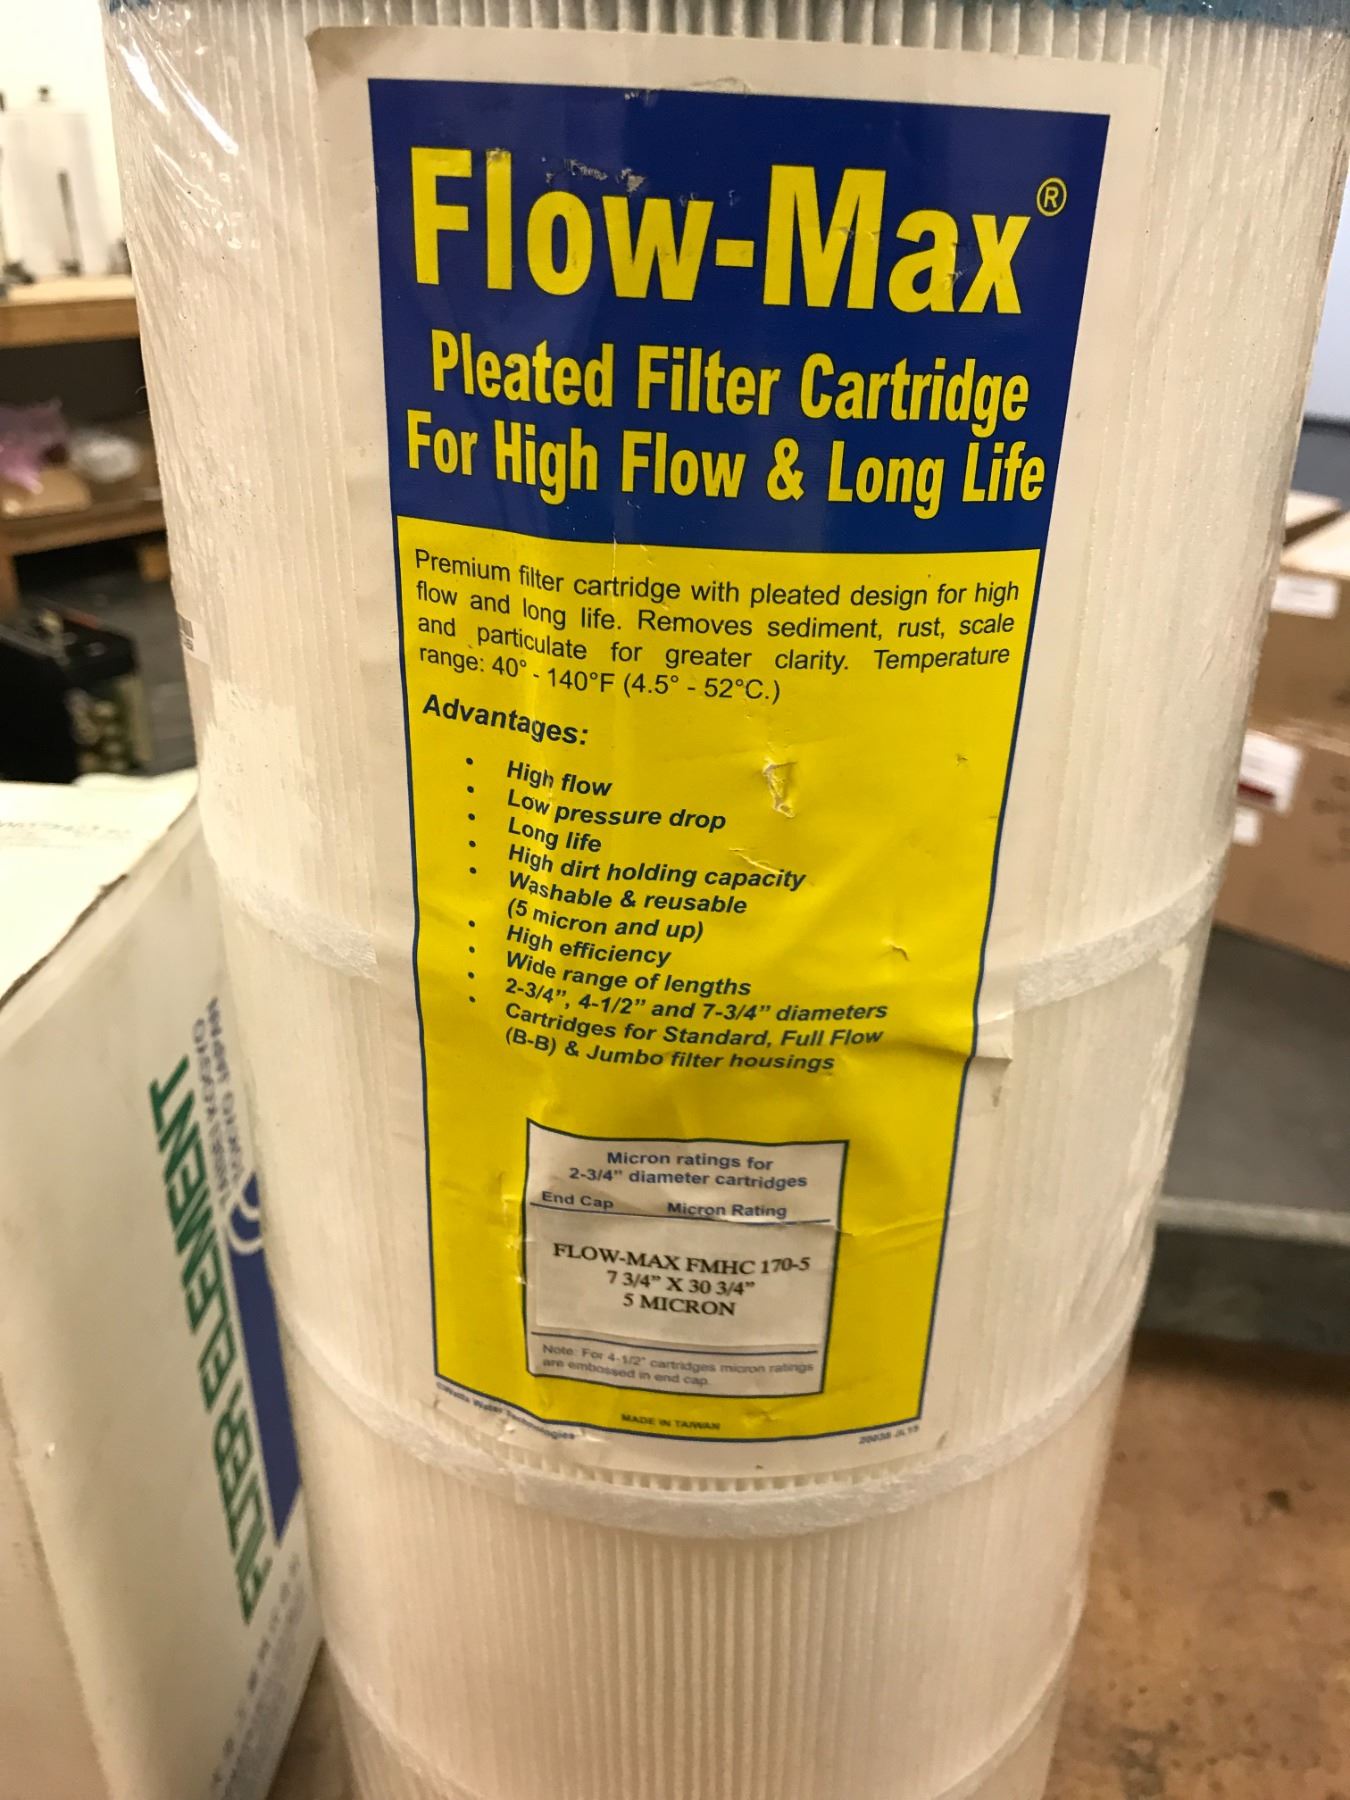 Flow-Max®
Pleated Filter Cartridge
For High Flow & Long Life
Premium filter cartridge with pleated design for high
flow and long life. Removes sediment, rust, scale
and particulate for greater clarity. Temperature
range: 40° - 140°F (4.5° - 52°C.)
Advantages:
• High flow
• Low pressure drop
• Long life
• High dirt holding capacity
• Washable & reusable
(5 micron and up)
• High efficiency
• Wide range of lengths
• 2-3/4”, 4-1/2” and 7-3/4” diameters
• Cartridges for Standard, Full Flow
(B-B) & Jumbo filter housings
Micron ratings for
2-3/4” diameter cartridges
End Cap Micron Rating
FLOW-MAX FMHC 170-5
7 3/4” X 30 3/4”
5 MICRON
Note: For 4-1/2" cartridges micron ratings
are embossed in end cap.
©Watts Water Technologies
MADE IN TAIWAN
FILTER ELEMENT